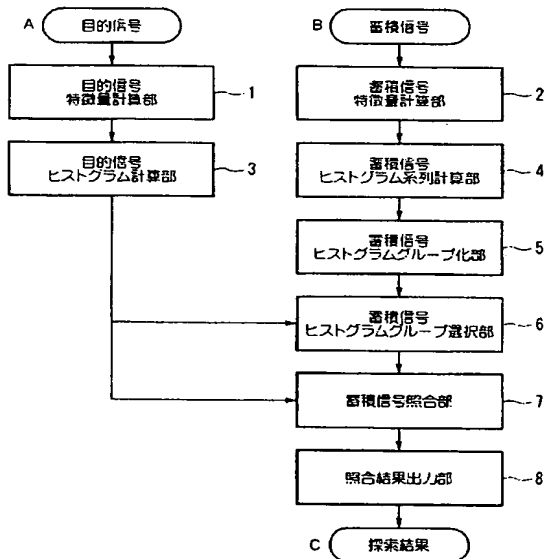 A
目的信号
目的信号
特徴量計算部
1
目的信号
ヒストグラム計算部
3
B
蓄積信号
蓄積信号
特徴量計算部
2
蓄積信号
ヒストグラム系列計算部
4
蓄積信号
ヒストグラムグループ化部
5
蓄積信号
ヒストグラムグループ選択部
6
蓄積信号照合部
7
照合結果出力部
8
C
探索結果